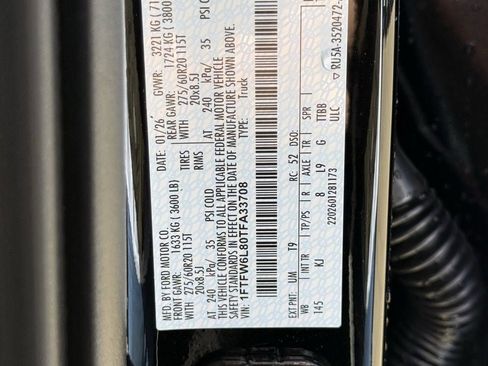 MFD. BY FORD MOTOR CO.
DATE: 01/26 GVWR: 3221 KG (71
FRONT GAWR: REAR GAWR:
1633 KG (3600 LB) 1724 KG (3800
WITH WITH
275/60R20 115T TIRES 275/60R20 115T
20x8.5J RIMS 20x8.5J
AT 240 kPa/ 35 PSI COLD AT 240 kPa/ 35 PSI COL
THIS VEHICLE CONFORMS TO ALL APPLICABLE FEDERAL MOTOR VEHICLE
SAFETY STANDARDS IN EFFECT ON THE DATE OF MANUFACTURE SHOWN ABOVE.
VIN: 1FTFW6L80TFA33708
TYPE: Truck
EXT PNT: UM 19 RC: 52 DSO:
WB INT TR TP/PS R AXLE TR SPR
145 KJ 8 L9 G TTBB
ULC
2202601281173
RU5A-3520472-